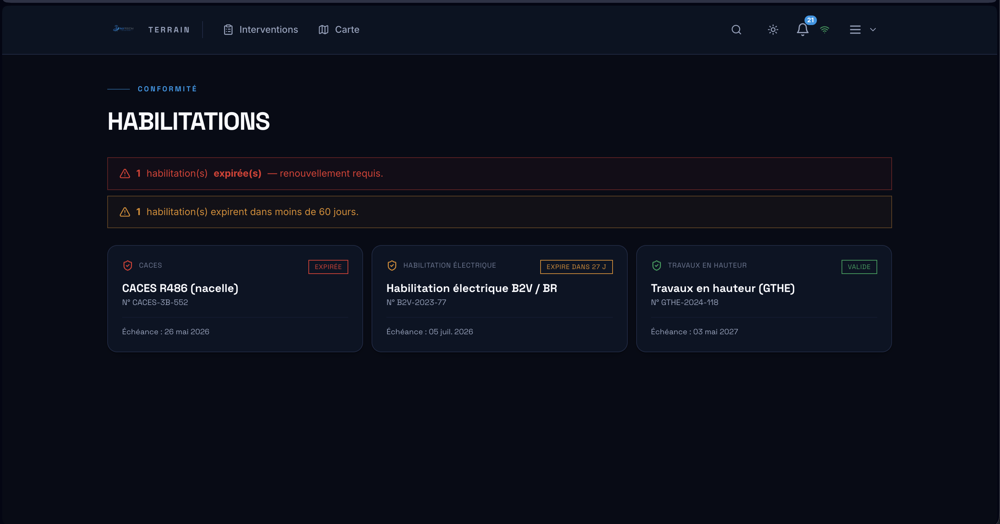 NJTECH
TERRAIN
Interventions
Carte
21
CONFORMITÉ
HABILITATIONS
1 habilitation(s) expirée(s) — renouvellement requis.
1 habilitation(s) expirent dans moins de 60 jours.
CACES
EXPIRÉE
CACES R486 (nacelle)
N° CACES-3B-552
Échéance : 26 mai 2026
HABILITATION ÉLECTRIQUE
EXPIRE DANS 27 J
Habilitation électrique B2V / BR
N° B2V-2023-77
Échéance : 05 juil. 2026
TRAVAUX EN HAUTEUR
VALIDE
Travaux en hauteur (GTHE)
N° GTHE-2024-118
Échéance : 03 mai 2027